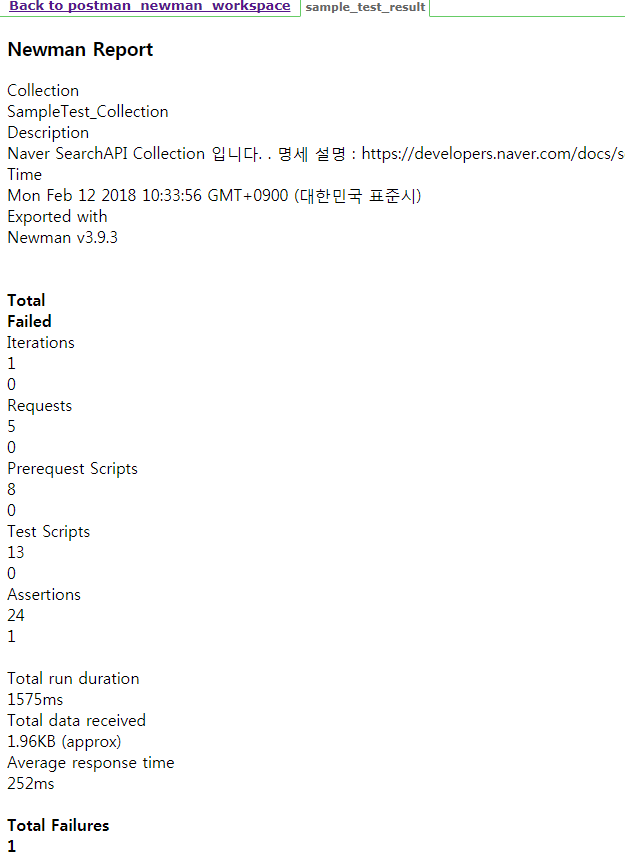 Back to postman_newman_workspace sample_test_result
Newman Report
Collection
SampleTest_Collection
Description
Naver SearchAPI Collection 입니다. . 명세 설명 : https://developers.naver.com/docs/s
Time
Mon Feb 12 2018 10:33:56 GMT+0900 (대한민국 표준시)
Exported with
Newman v3.9.3
Total
Failed
Iterations
1
0
Requests
5
0
Prerequest Scripts
8
0
Test Scripts
13
0
Assertions
24
1
Total run duration
1575ms
Total data received
1.96KB (approx)
Average response time
252ms
Total Failures
1